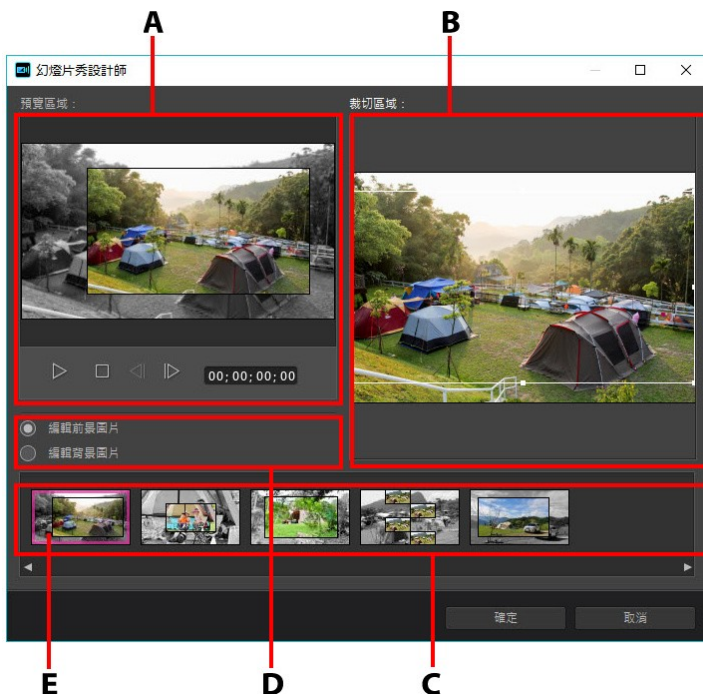 A
B
幻燈片秀設計師
預覽區域：
裁切區域：
00;00;00;00
編輯前景圖片
編輯背景圖片
確定
取消
E
D
C